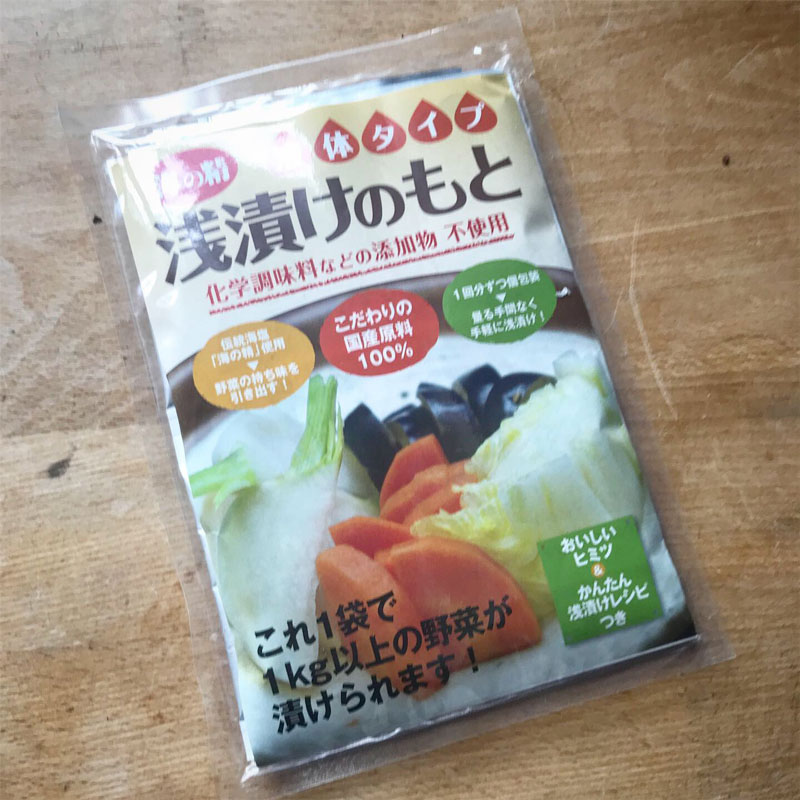 体タイプ
の精
浅漬けのもと
化学調味料などの添加物 不使用
伝統海塩
「海の精」使用
野菜の持ち味を
引き出す!
こだわりの
国産原料
100%
1回分ずつ個包装
量る手間なく
手軽に浅漬け!
おいしい
ヒミツ
&
かんたん
浅漬けレシピ
つき
これ1袋で
1kg以上の野菜が
漬けられます!